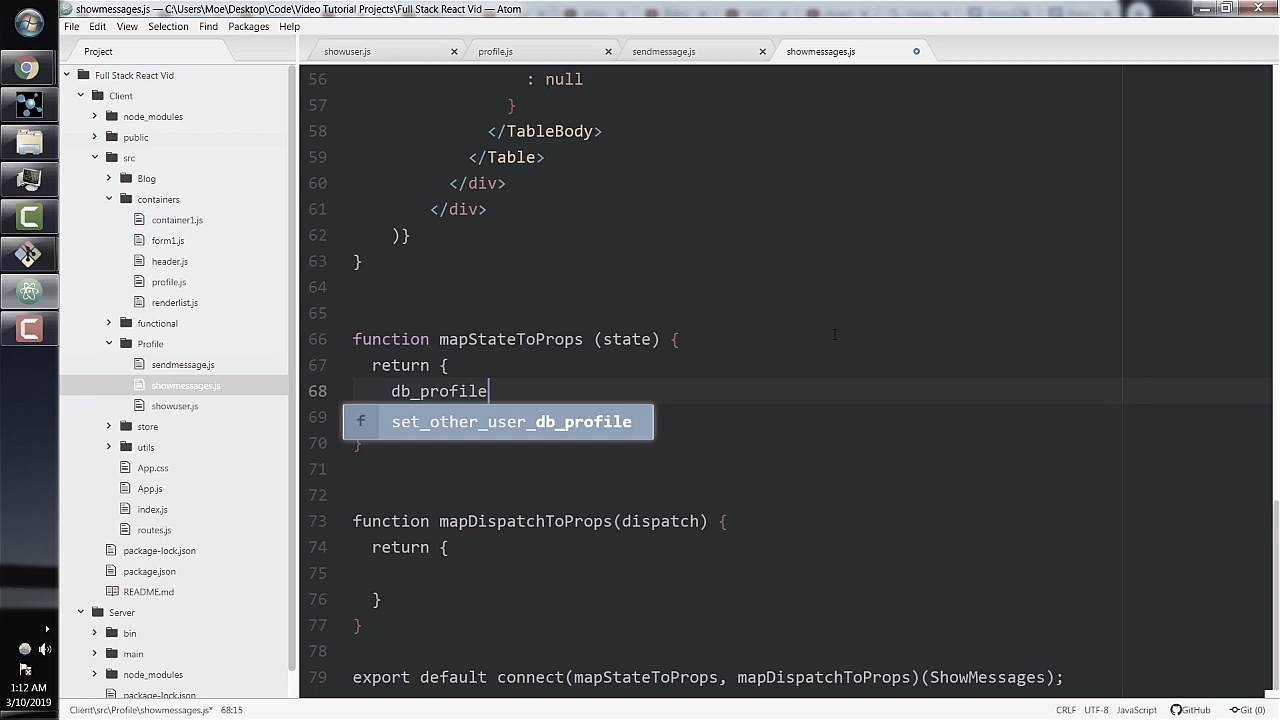 showmessages.js — C:\Users\Moe\Desktop\Code\Video Tutorial Projects\Full Stack React Vid — Atom
File Edit View Selection Find Packages Help
Project
showuser.js
profile.js
sendmessage.js
showmessages.js
Full Stack React Vid
Client
node_modules
public
src
Blog
containers
container1.js
form1.js
header.js
profile.js
renderlist.js
functional
Profile
sendmessage.js
showmessages.js
showuser.js
store
utils
App.css
App.js
index.js
routes.js
package-lock.json
package.json
README.md
Server
bin
main
node_modules
package-lock.json
56 : null
57 }
58 </TableBody>
59 </Table>
60 </div>
61 </div>
62 )}
63 }
64
65
66 function mapStateToProps (state) {
67 return {
68 db_profile
f set_other_user_db_profile
69
70 }
71
72
73 function mapDispatchToProps(dispatch) {
74 return {
75
76 }
77 }
78
79 export default connect(mapStateToProps, mapDispatchToProps)(ShowMessages);
1:12 AM
3/10/2019
Client\src\Profile\showmessages.js* 68:15
CRLF UTF-8 JavaScript GitHub Git (0)